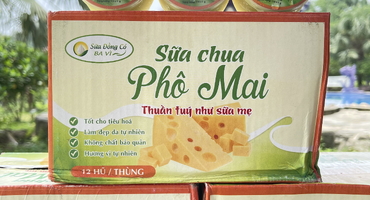 Sữa Đồng Cỏ
BA VÌ
Sữa chua
Phô Mai
Thuần tuý như sữa mẹ
Tốt cho tiêu hoá
Làm đẹp da tự nhiên
Không chất bảo quản
Hương vị tự nhiên
12 HŨ / THÙNG